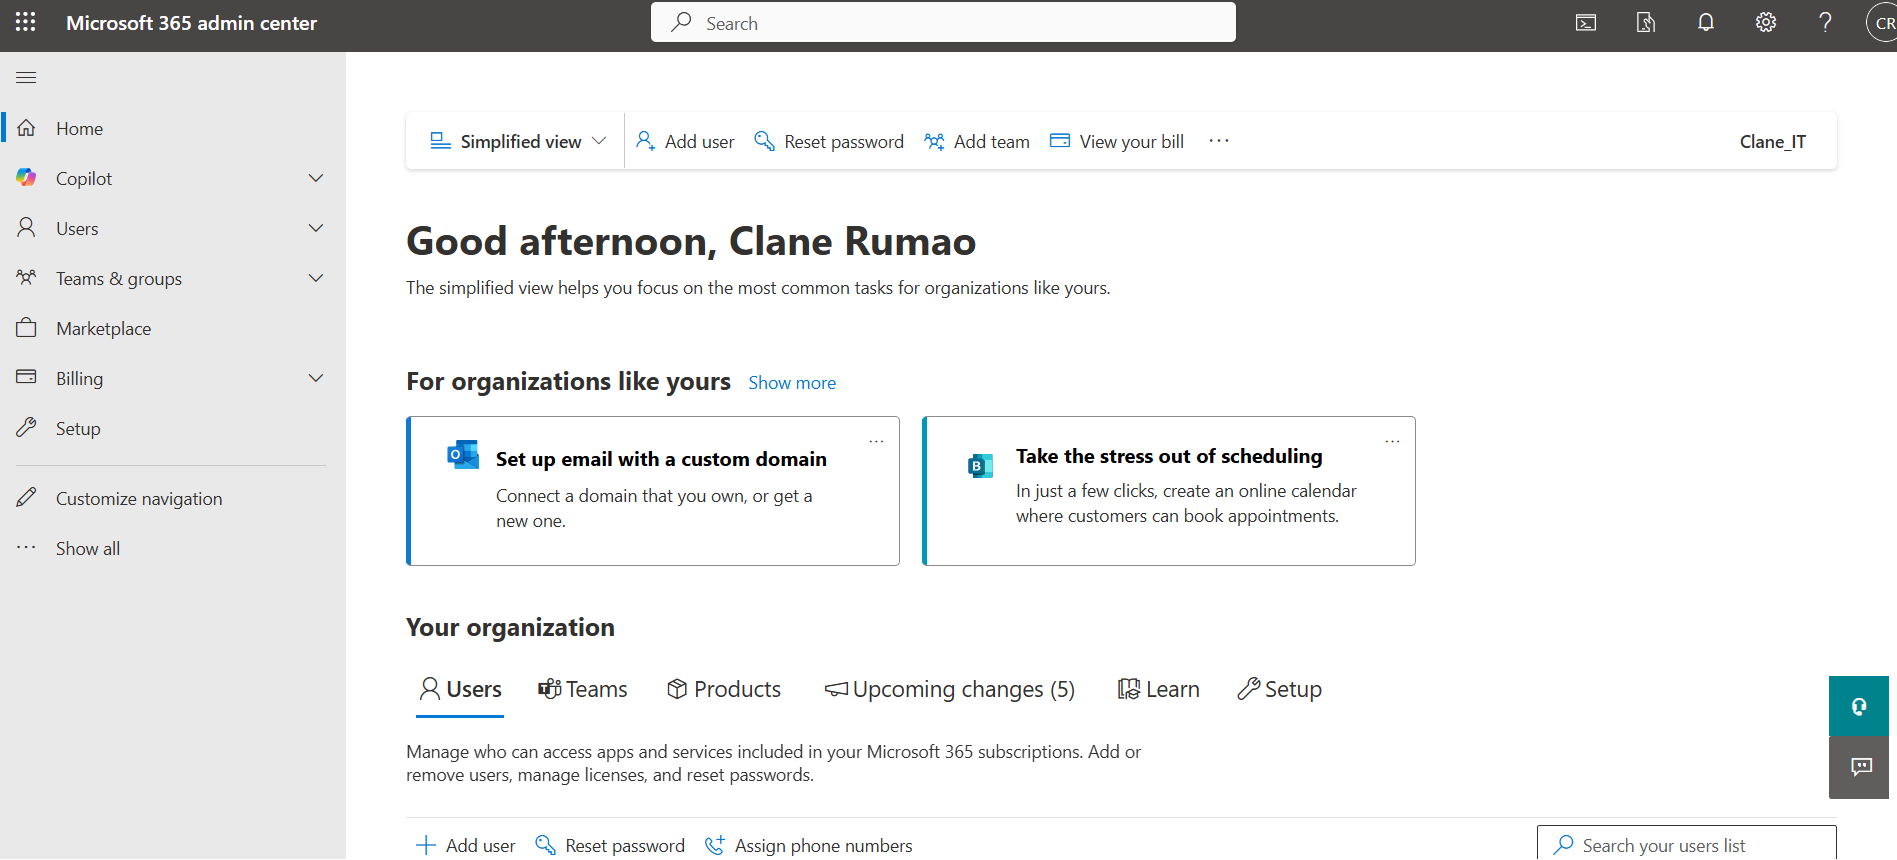 Microsoft 365 admin center
Search
CR
Home
Copilot
Users
Teams & groups
Marketplace
Billing
Setup
Customize navigation
Show all
Simplified view
Add user
Reset password
Add team
View your bill
Clane_IT
Good afternoon, Clane Rumao
The simplified view helps you focus on the most common tasks for organizations like yours.
For organizations like yours
Show more
Set up email with a custom domain
Connect a domain that you own, or get a
new one.
Take the stress out of scheduling
In just a few clicks, create an online calendar
where customers can book appointments.
Your organization
Users
Teams
Products
Upcoming changes (5)
Learn
Setup
Manage who can access apps and services included in your Microsoft 365 subscriptions. Add or
remove users, manage licenses, and reset passwords.
Add user
Reset password
Assign phone numbers
Search your users list